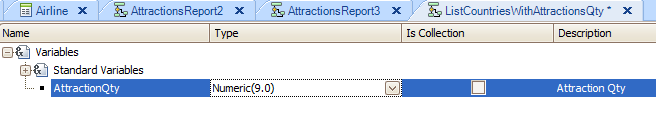 Airline AttractionsReport2 AttractionsReport3 ListCountriesWithAttractionsQty *
Name Type Is Collection Description
Variables
Standard Variables
AttractionQty Numeric(9.0) Attraction Qty